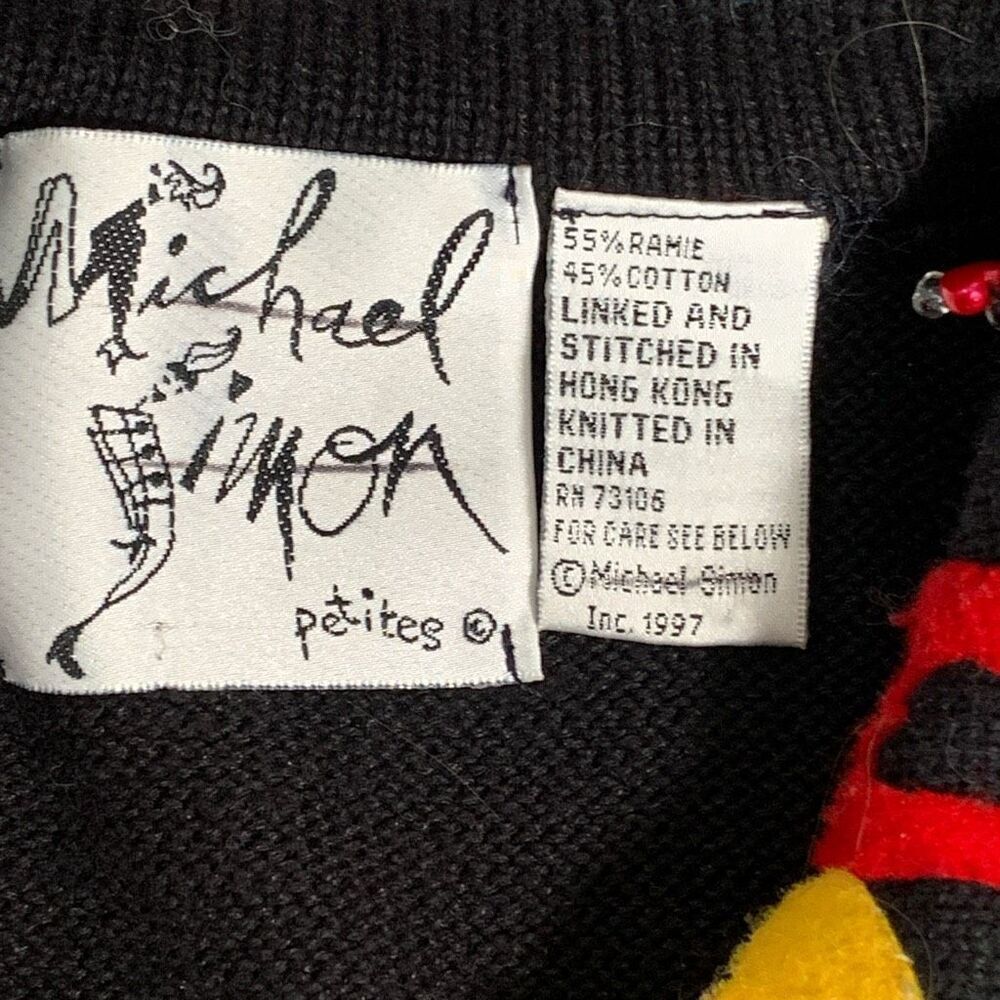 Michael
Simon
petites ©
55% RAMIE
45% COTTON
LINKED AND
STITCHED IN
HONG KONG
KNITTED IN
CHINA
RN 73106
FOR CARE SEE BELOW
© Michael Simon
Inc. 1997